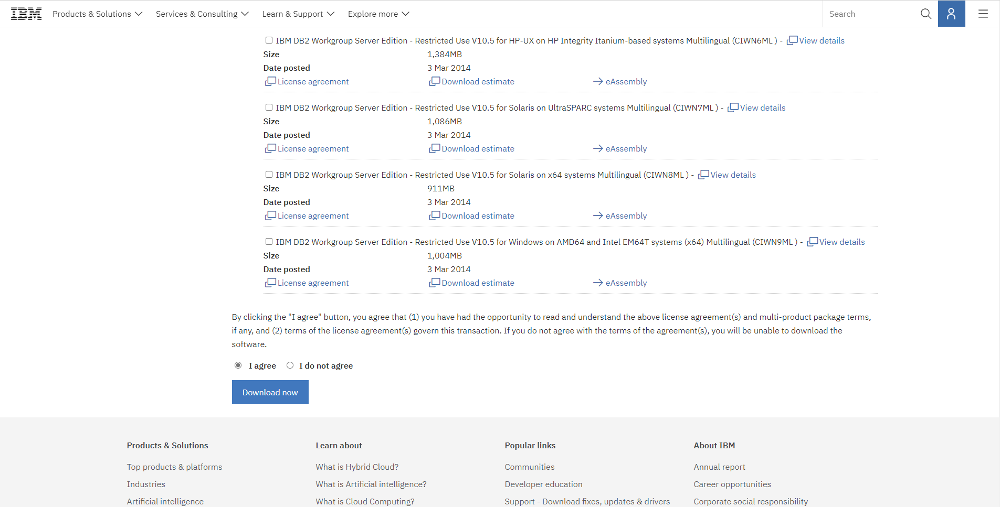 IBM Products & Solutions Services & Consulting Learn & Support Explore more Search
IBM DB2 Workgroup Server Edition - Restricted Use V10.5 for HP-UX on HP Integrity Itanium-based systems Multilingual (CIWN6ML ) - View details
Size 1,384MB
Date posted 3 Mar 2014
License agreement Download estimate eAssembly
IBM DB2 Workgroup Server Edition - Restricted Use V10.5 for Solaris on UltraSPARC systems Multilingual (CIWN7ML ) - View details
Size 1,086MB
Date posted 3 Mar 2014
License agreement Download estimate eAssembly
IBM DB2 Workgroup Server Edition - Restricted Use V10.5 for Solaris on x64 systems Multilingual (CIWN8ML ) - View details
Size 911MB
Date posted 3 Mar 2014
License agreement Download estimate eAssembly
IBM DB2 Workgroup Server Edition - Restricted Use V10.5 for Windows on AMD64 and Intel EM64T systems (x64) Multilingual (CIWN9ML ) - View details
Size 1,004MB
Date posted 3 Mar 2014
License agreement Download estimate eAssembly
By clicking the "I agree" button, you agree that (1) you have had the opportunity to read and understand the above license agreement(s) and multi-product package terms,
if any, and (2) terms of the license agreement(s) govern this transaction. If you do not agree with the terms of the agreement(s), you will be unable to download the
software.
I agree I do not agree
Download now
Products & Solutions Learn about Popular links About IBM
Top products & platforms What is Hybrid Cloud? Communities Annual report
Industries What is Artificial intelligence? Developer education Career opportunities
Artificial intelligence What is Cloud Computing? Support - Download fixes, updates & drivers Corporate social responsibility